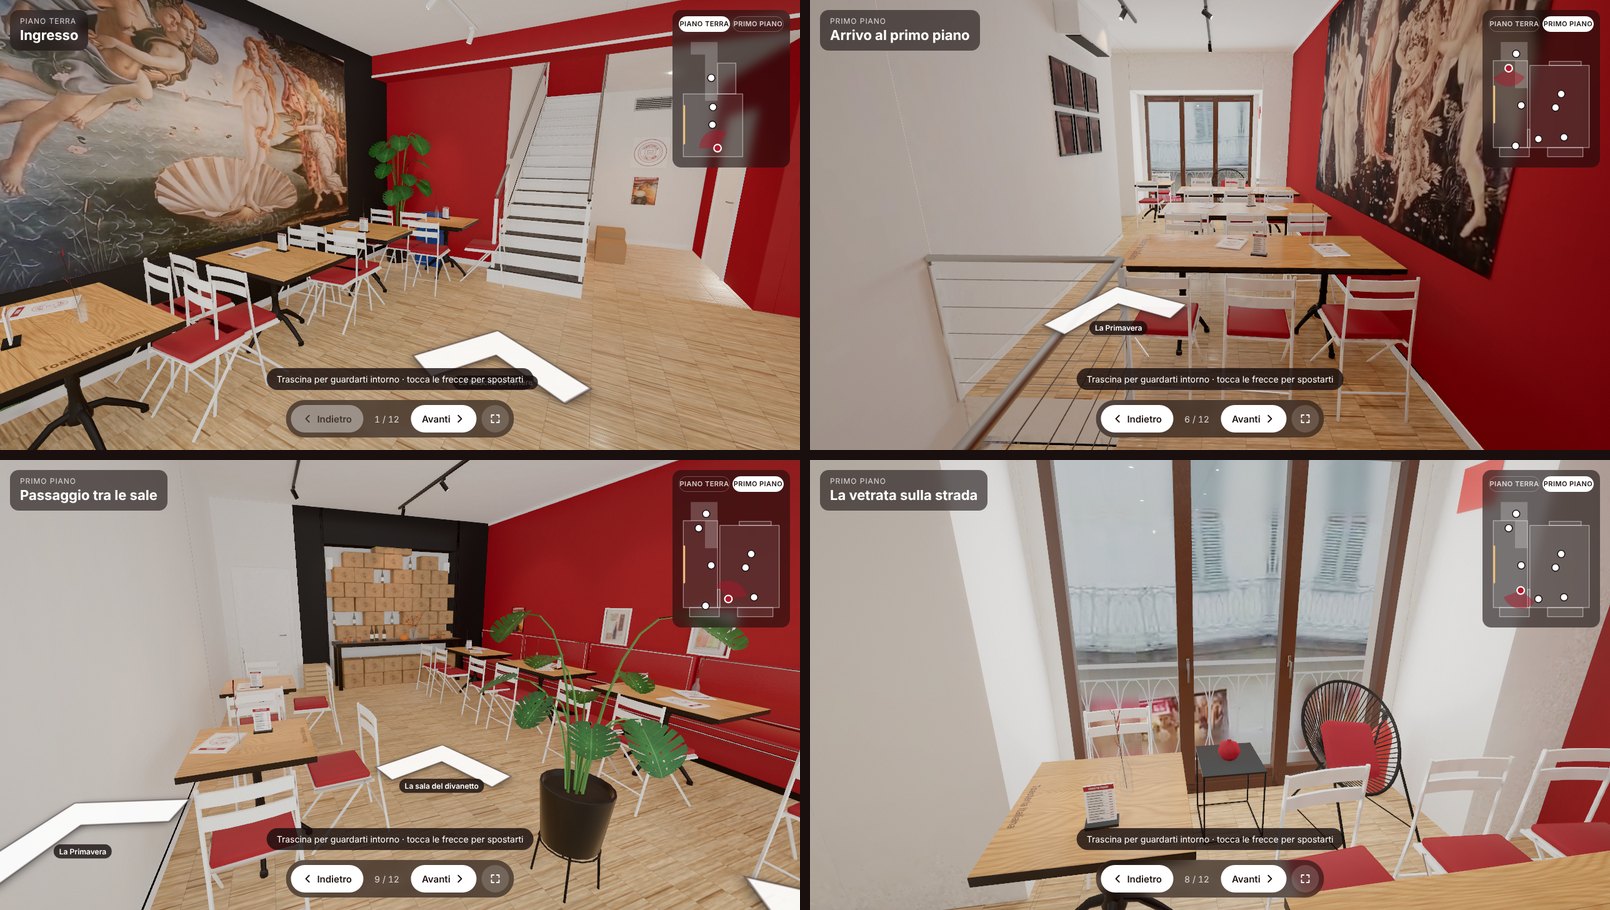 PIANO TERRA
Ingresso
PIANO TERRA PRIMO PIANO
Toasteria Italiana
Trascina per guardarti intorno · tocca le frecce per spostarti
Indietro
1 / 12
Avanti
PRIMO PIANO
Arrivo al primo piano
PIANO TERRA PRIMO PIANO
La Primavera
Trascina per guardarti intorno · tocca le frecce per spostarti
Indietro
6 / 12
Avanti
PRIMO PIANO
Passaggio tra le sale
PIANO TERRA PRIMO PIANO
La sala del divanetto
La Primavera
Trascina per guardarti intorno · tocca le frecce per spostarti
Indietro
9 / 12
Avanti
PRIMO PIANO
La vetrata sulla strada
PIANO TERRA PRIMO PIANO
Trascina per guardarti intorno · tocca le frecce per spostarti
Indietro
8 / 12
Avanti